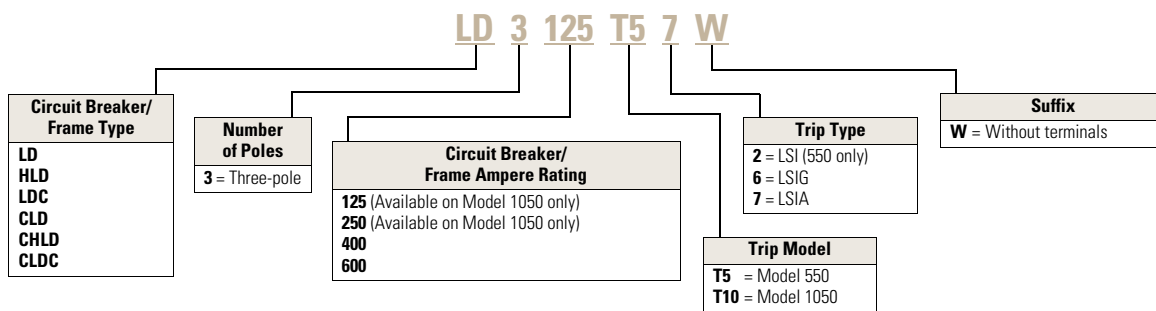 LD 3 125 T5 7 W
Circuit Breaker/
Frame Type
LD
HLD
LDC
CLD
CHLD
CLDC
Number
of Poles
3 = Three-pole
Circuit Breaker/
Frame Ampere Rating
125 (Available on Model 1050 only)
250 (Available on Model 1050 only)
400
600
Trip Model
T5 = Model 550
T10 = Model 1050
Trip Type
2 = LSI (550 only)
6 = LSIG
7 = LSIA
Suffix
W = Without terminals